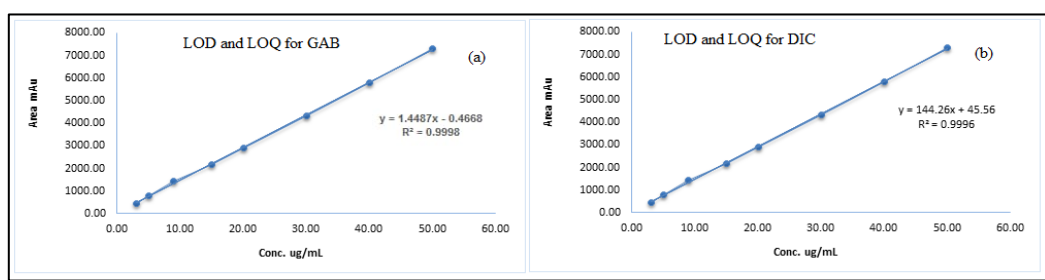 LOD and LOQ for GAB
(a)
8000.00
7000.00
6000.00
5000.00
4000.00
3000.00
2000.00
1000.00
0.00
Area mAu
y = 1.4487x - 0.4668
R² = 0.9998
0.00 10.00 20.00 30.00 40.00 50.00 60.00
Conc. ug/mL
LOD and LOQ for DIC
(b)
8000.00
7000.00
6000.00
5000.00
4000.00
3000.00
2000.00
1000.00
0.00
Area mAu
y = 144.26x + 45.56
R² = 0.9996
0.00 10.00 20.00 30.00 40.00 50.00 60.00
Conc. ug/mL